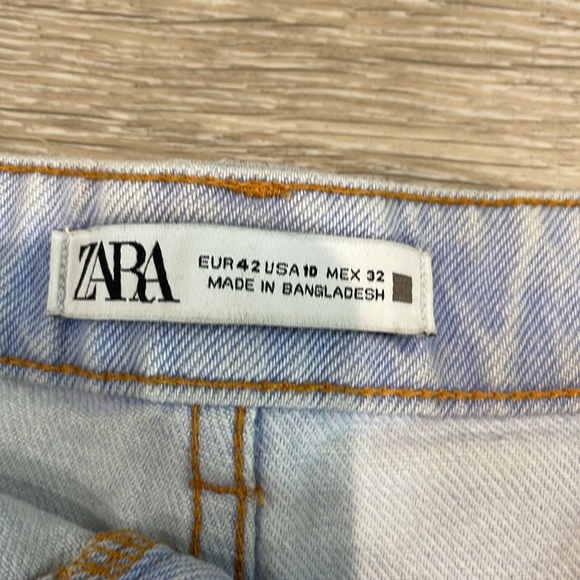 ZARA
EUR 42 USA 10 MEX 32
MADE IN BANGLADESH